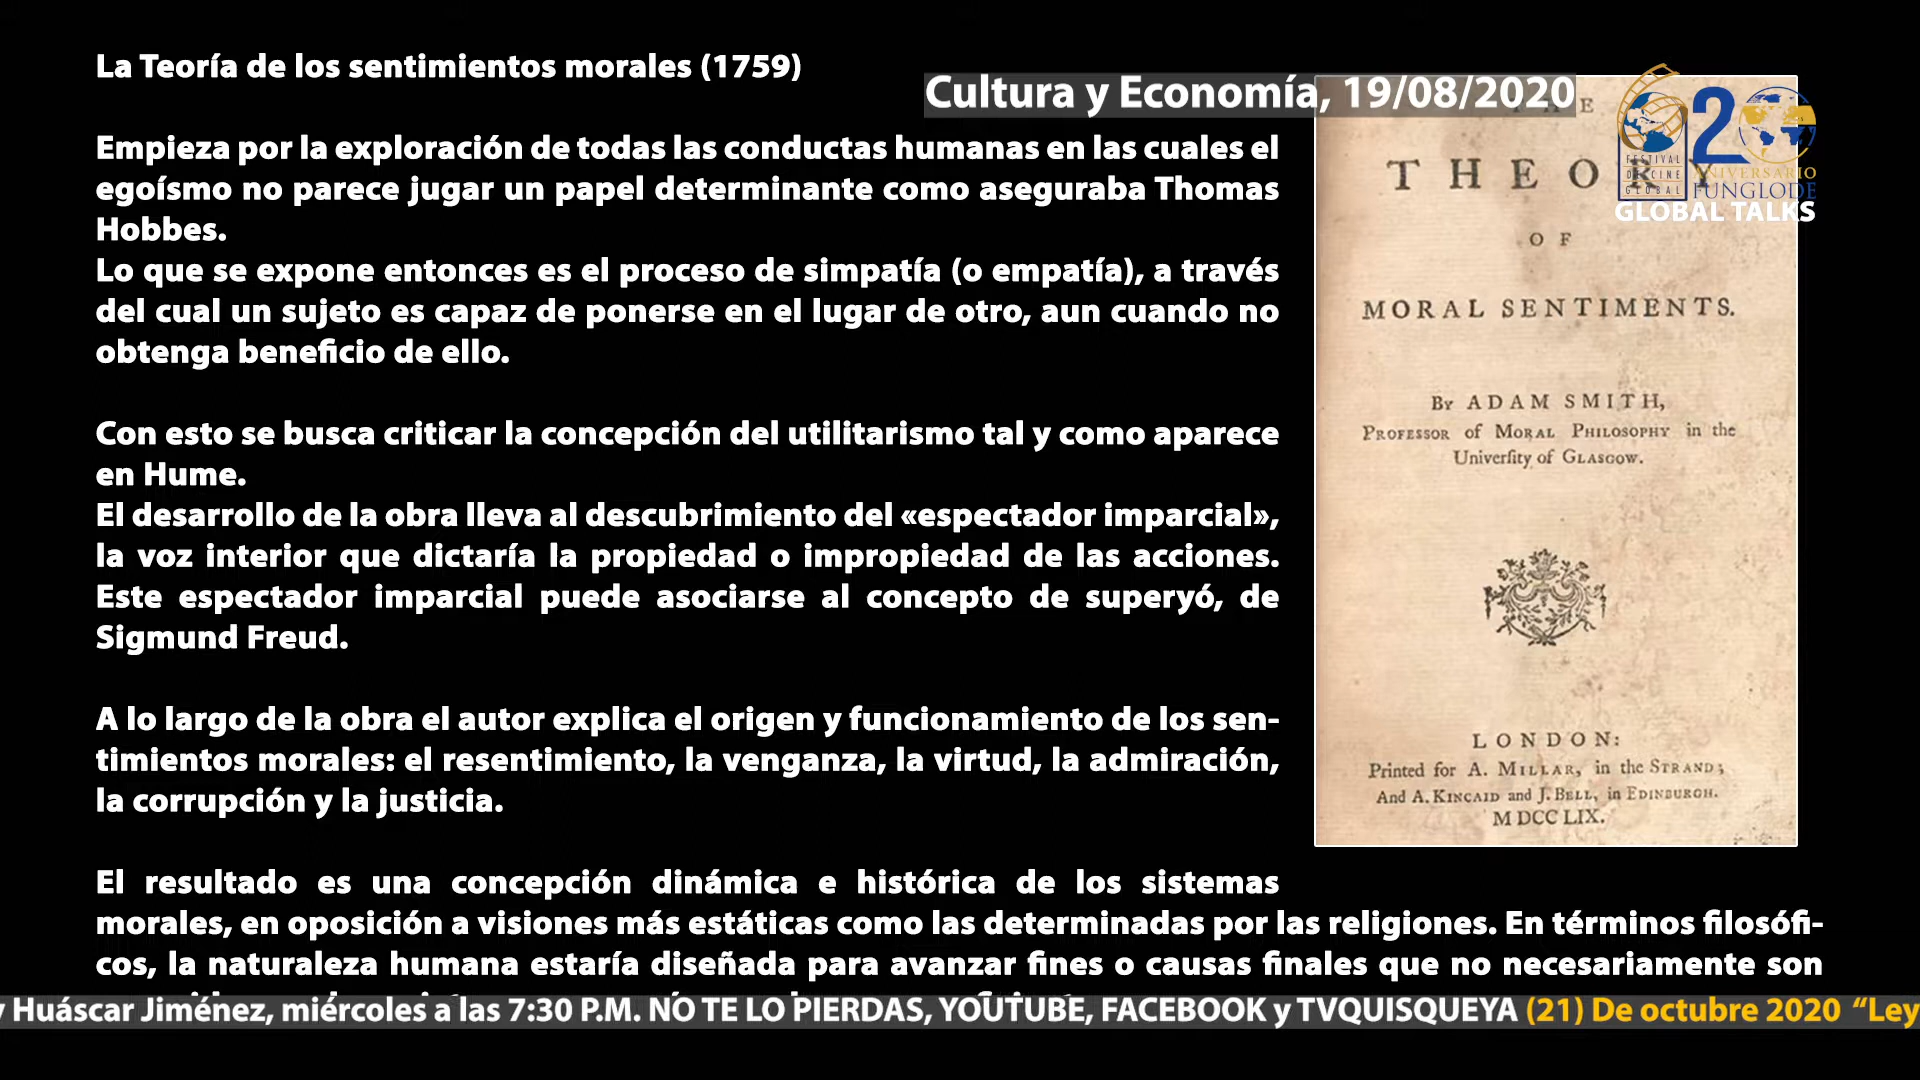 La Teoría de los sentimientos morales (1759)
Cultura y Economía, 19/08/2020
Empieza por la exploración de todas las conductas humanas en las cuales el
egoísmo no parece jugar un papel determinante como aseguraba Thomas
Hobbes.
Lo que se expone entonces es el proceso de simpatía (o empatía), a través
del cual un sujeto es capaz de ponerse en el lugar de otro, aun cuando no
obtenga beneficio de ello.
Con esto se busca criticar la concepción del utilitarismo tal y como aparece
en Hume.
El desarrollo de la obra lleva al descubrimiento del «espectador imparcial»,
la voz interior que dictaría la propiedad o impropiedad de las acciones.
Este espectador imparcial puede asociarse al concepto de superyó, de
Sigmund Freud.
A lo largo de la obra el autor explica el origen y funcionamiento de los sen-
timientos morales: el resentimiento, la venganza, la virtud, la admiración,
la corrupción y la justicia.
El resultado es una concepción dinámica e histórica de los sistemas
morales, en oposición a visiones más estáticas como las determinadas por las religiones. En términos filosófi-
cos, la naturaleza humana estaría diseñada para avanzar fines o causas finales que no necesariamente son
THE
THEORY
OF
MORAL SENTIMENTS.
By ADAM SMITH,
PROFESSOR of MORAL PHILOSOPHY in the
Univerſity of GLASGOW.
LONDON:
Printed for A. MILLAR, in the STRAND;
And A. KINCAID and J. BELL, in EDINBURGH.
M DCC LIX.
FESTIVAL
DE CINE
GLOBAL
20
ANIVERSARIO
FUNGLODE
GLOBAL TALKS
y Huáscar Jiménez, miércoles a las 7:30 P.M. NO TE LO PIERDAS, YOUTUBE, FACEBOOK y TVQUISQUEYA (21) De octubre 2020 “Ley